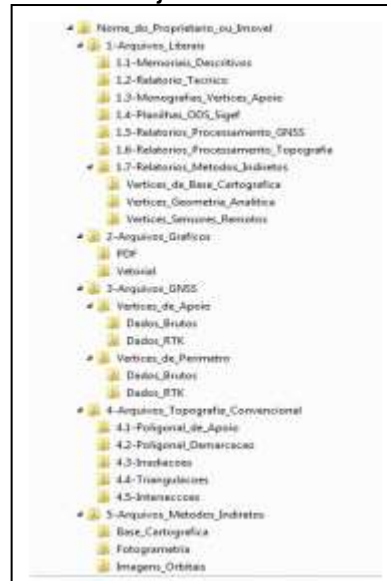 Nome_do_Proprietario_ou_Imovel
1-Arquivos_Literais
1.1-Memoriais_Descritivos
1.2-Relatorio_Tecnico
1.3-Monografias_Vertices_Apoio
1.4-Planilhas_ODS_Sigef
1.5-Relatorios_Processamento_GNSS
1.6-Relatorios_Processamento_Topografia
1.7-Relatorios_Metodos_Indiretos
Vertices_de_Base_Cartografica
Vertices_Geometria_Analitica
Vertices_Sensores_Remotos
2-Arquivos_Graficos
PDF
Vetorial
3-Arquivos_GNSS
Vertices_de_Apoio
Dados_Brutos
Dados_RTK
Vertices_de_Perimetro
Dados_Brutos
Dados_RTK
4-Arquivos_Topografia_Convencional
4.1-Poligonal_de_Apoio
4.2-Poligonal_Demarcacao
4.3-Irradiacoes
4.4-Triangulacoes
4.5-Interseccoes
5-Arquivos_Metodos_Indiretos
Base_Cartografica
Fotogrametria
Imagens_Orbitais